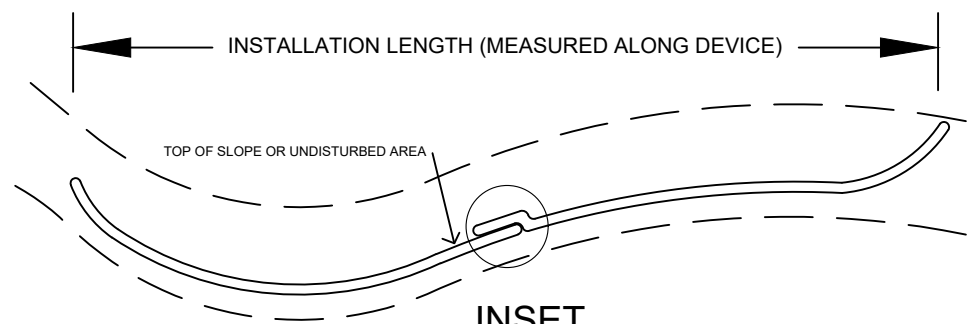 INSTALLATION LENGTH (MEASURED ALONG DEVICE)
TOP OF SLOPE OR UNDISTURBED AREA
INSET